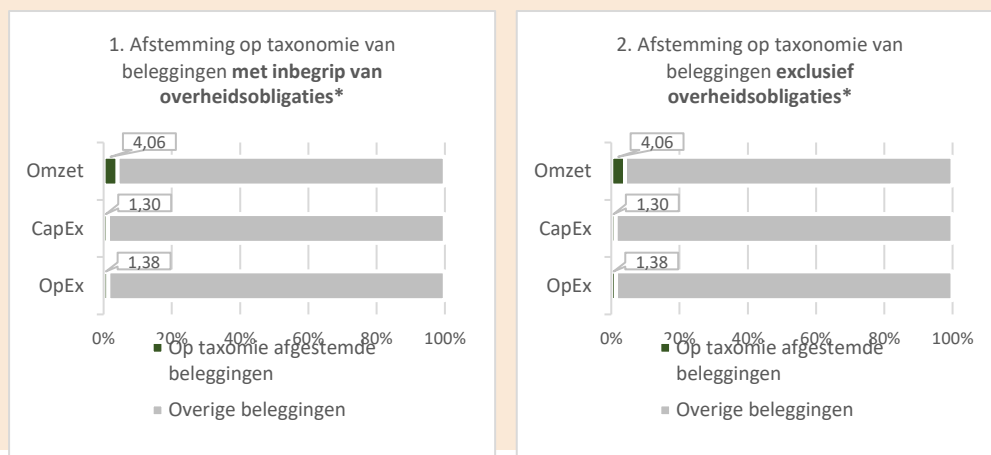 1. Afstemming op taxonomie van
beleggingen met inbegrip van
overheidsobligaties*
4,06
Omzet
1,30
CapEx
1,38
OpEx
0% 20% 40% 60% 80% 100%
Op taxomie afgestemde
beleggingen
Overige beleggingen
2. Afstemming op taxonomie van
beleggingen exclusief
overheidsobligaties*
4,06
Omzet
1,30
CapEx
1,38
OpEx
0% 20% 40% 60% 80% 100%
Op taxomie afgestemde
beleggingen
Overige beleggingen